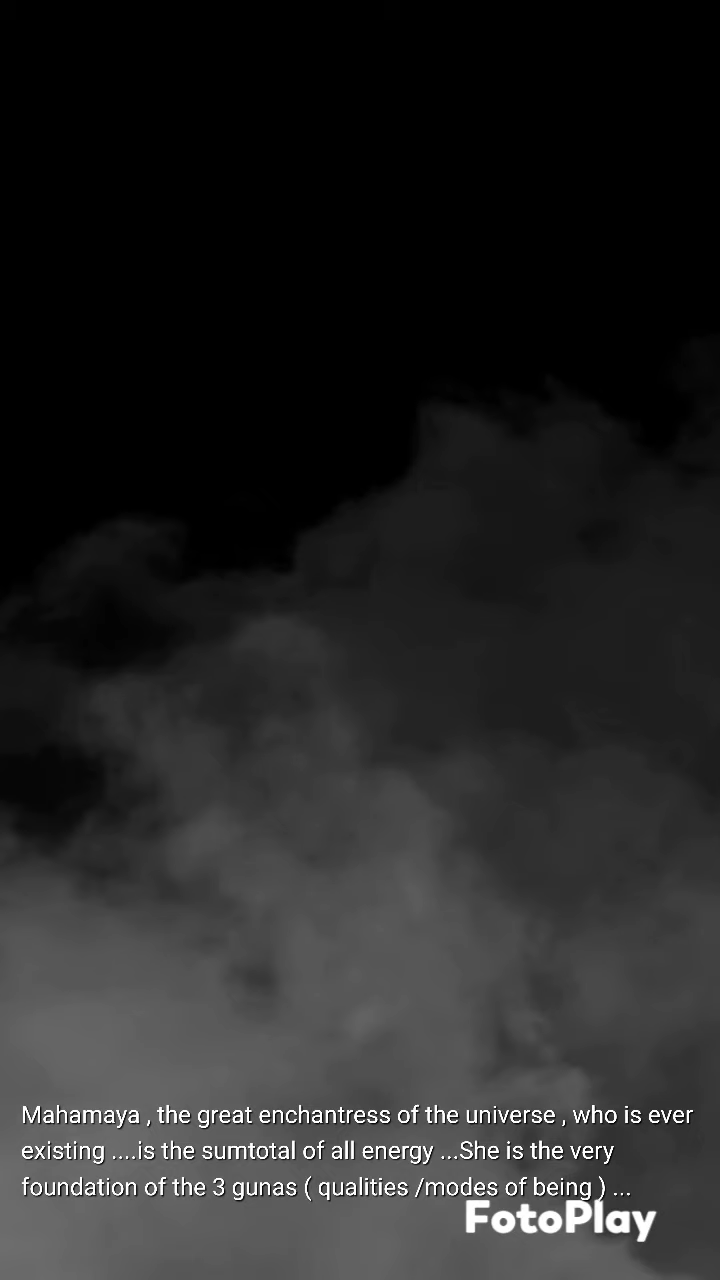 Mahamaya , the great enchantress of the universe , who is ever
existing ....is the sumtotal of all energy ...She is the very
foundation of the 3 gunas ( qualities /modes of being ) ...
FotoPlay